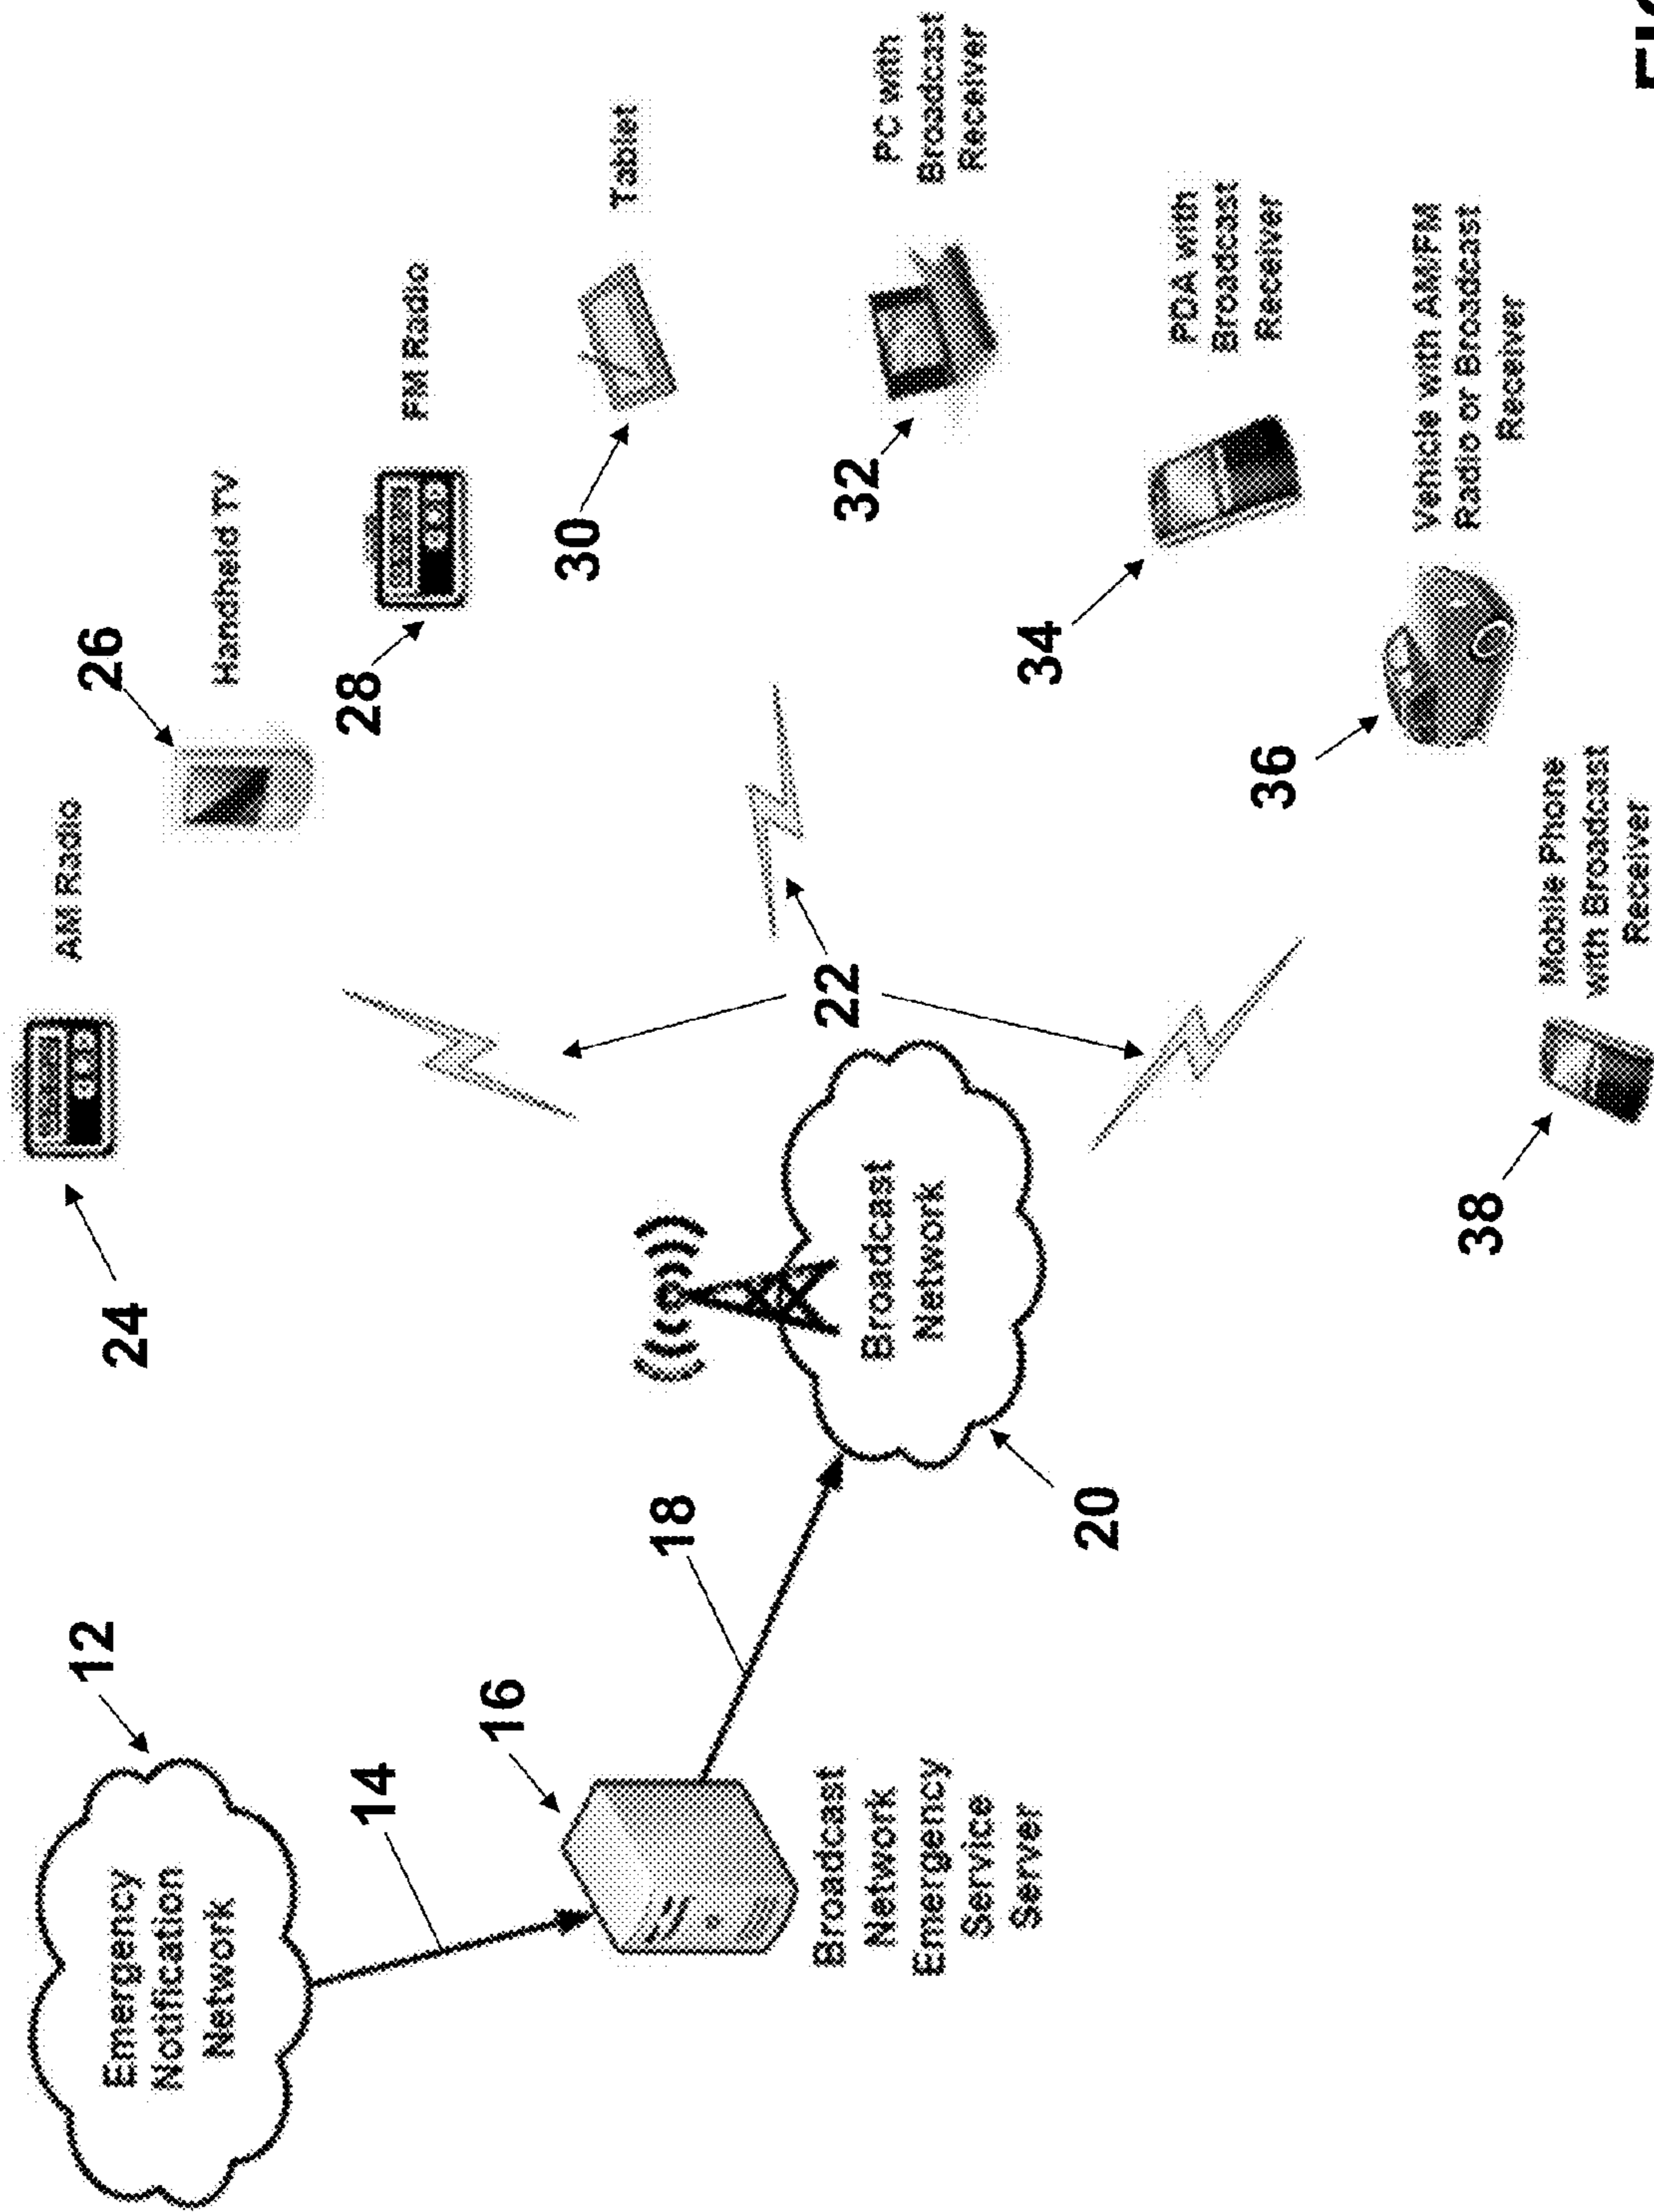 12
Emergency
Notification
Network
14
16
Broadcast
Network
Emergency
Service
Server
18
20
Broadcast
Network
22
24
AM Radio
26
Handheld TV
28
FM Radio
30
Tablet
32
PC with
Broadcast
Receiver
34
PDA with
Broadcast
Receiver
36
Vehicle with AM/FM
Radio or Broadcast
Receiver
38
Mobile Phone
with Broadcast
Receiver